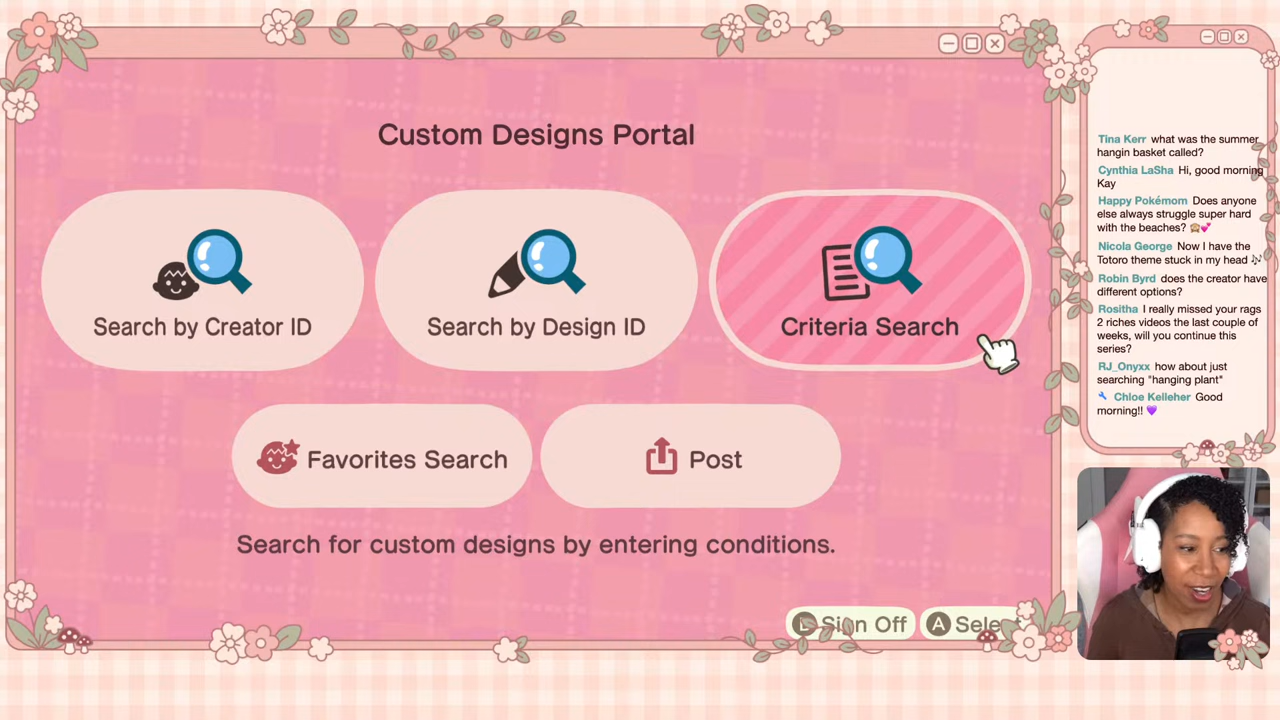 Custom Designs Portal
Search by Creator ID
Search by Design ID
Criteria Search
Favorites Search
Post
Search for custom designs by entering conditions.
L Sign Off
A
Tina Kerr what was the summer
hangin basket called?
Cynthia LaSha Hi, good morning
Kay
Happy Pokémom Does anyone
else always struggle super hard
with the beaches? 🙈💕
Nicola George Now I have the
Totoro theme stuck in my head 🎶
Robin Byrd does the creator have
different options?
Rositha I really missed your rags
2 riches videos the last couple of
weeks, will you continue this
series?
RJ_Onyxx how about just
searching "hanging plant"
Chloe Kelleher Good
morning!! 💜